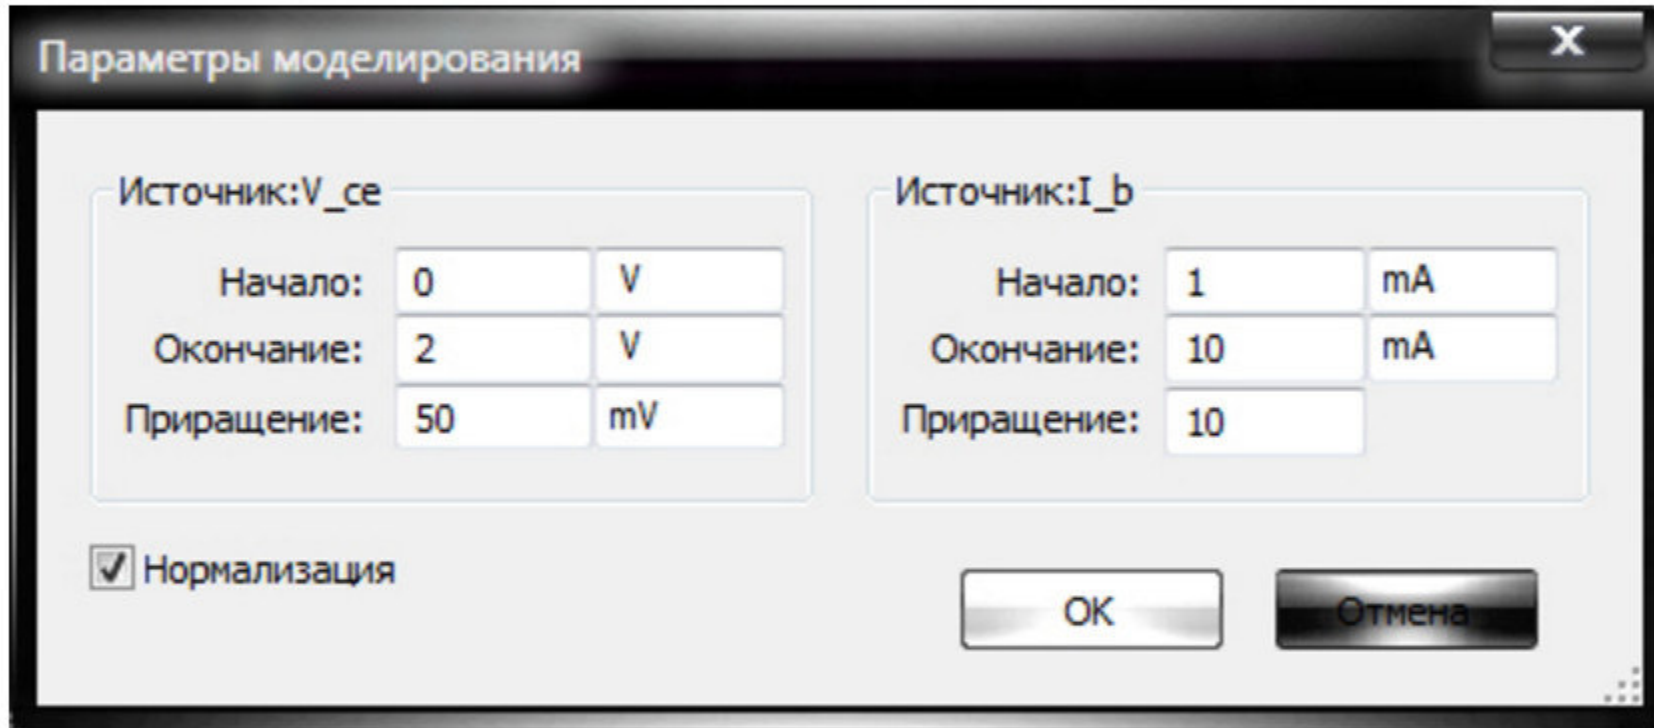 Параметры моделирования
X
Источник:V_ce
Начало: 0 V
Окончание: 2 V
Приращение: 50 mV
Источник:I_b
Начало: 1 mA
Окончание: 10 mA
Приращение: 10
Нормализация
OK
Отмена